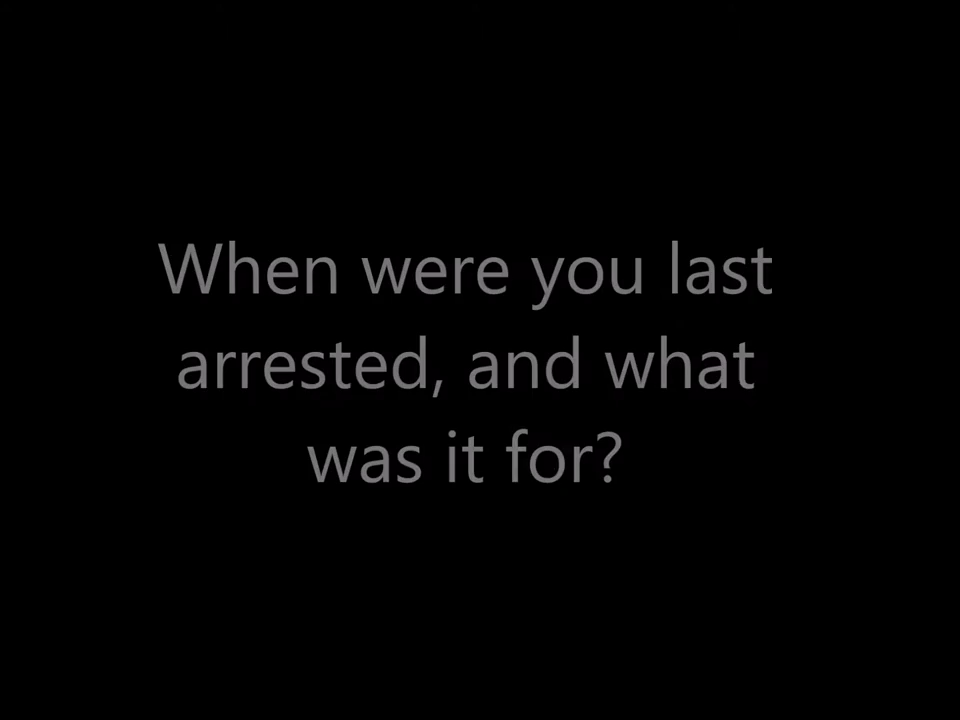 When were you last
arrested, and what
was it for?